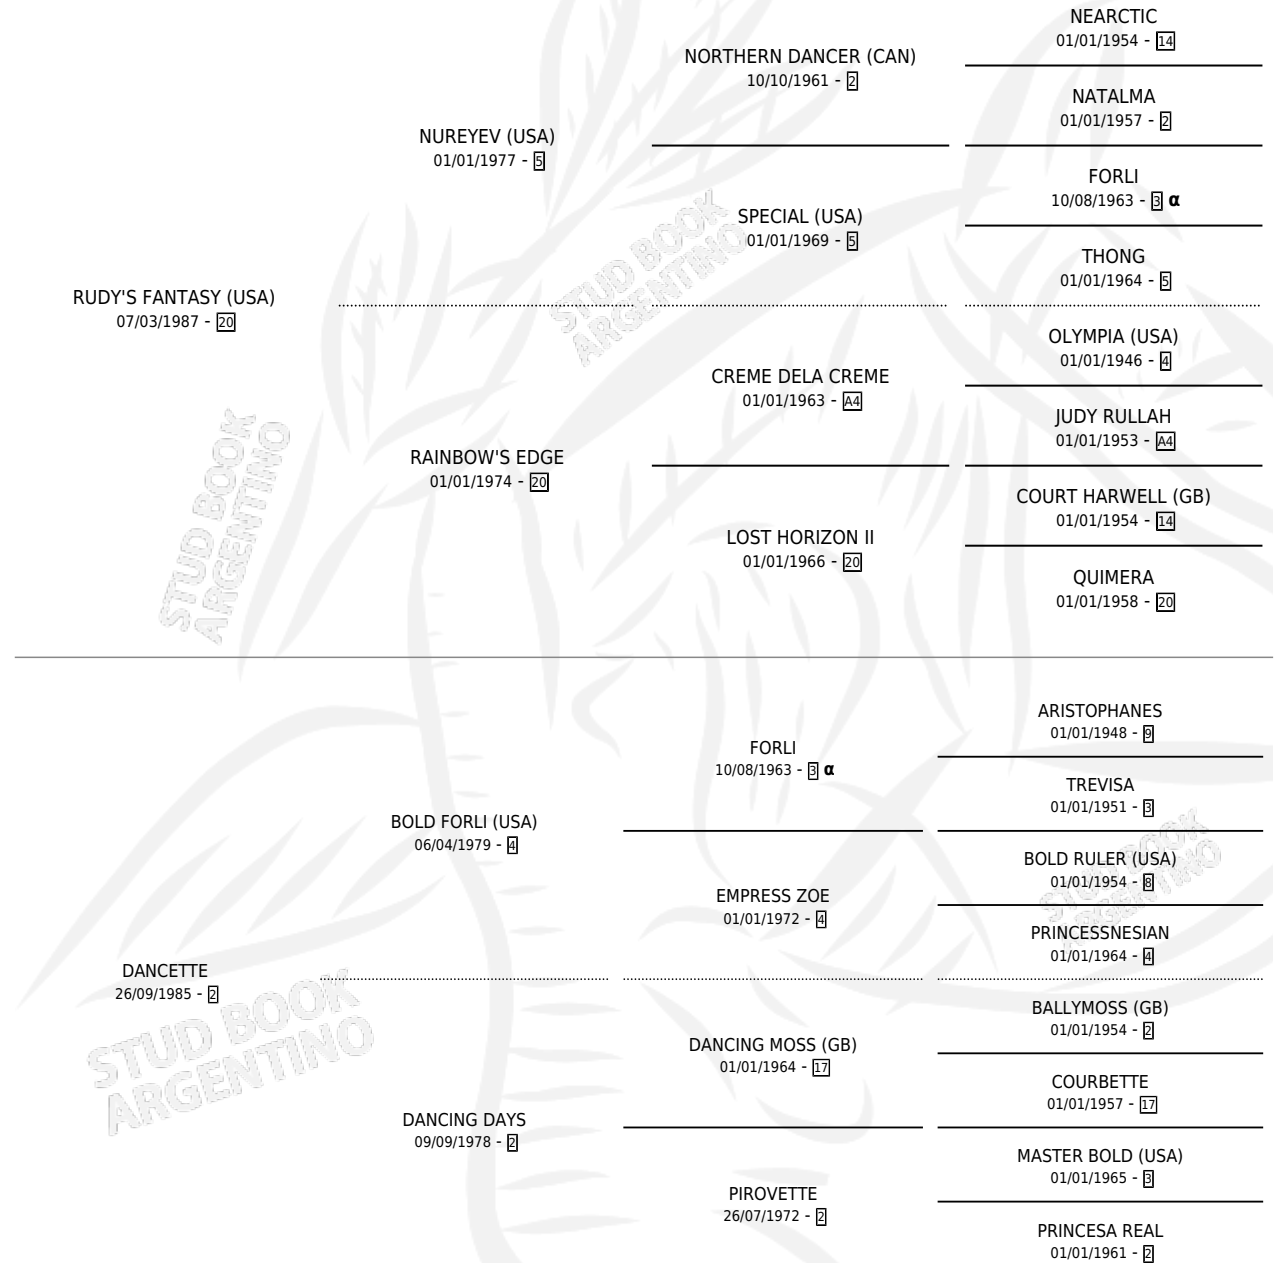 NEARCTIC
01/01/1954 - 14
NORTHERN DANCER (CAN)
10/10/1961 - 2
NATALMA
01/01/1957 - 2
NUREYEV (USA)
01/01/1977 - 5
FORLI
10/08/1963 - 3 α
SPECIAL (USA)
01/01/1969 - 5
THONG
01/01/1964 - 5
RUDY'S FANTASY (USA)
07/03/1987 - 20
OLYMPIA (USA)
01/01/1946 - 4
CREME DELA CREME
01/01/1963 - A4
JUDY RULLAH
01/01/1953 - A4
RAINBOW'S EDGE
01/01/1974 - 20
COURT HARWELL (GB)
01/01/1954 - 14
LOST HORIZON II
01/01/1966 - 20
QUIMERA
01/01/1958 - 20
STUD BOOK
ARGENTINO
STUD BOOK
ARGENTINO
ARISTOPHANES
01/01/1948 - 9
FORLI
10/08/1963 - 3 α
TREVISA
01/01/1951 - 3
BOLD FORLI (USA)
06/04/1979 - 4
BOLD RULER (USA)
01/01/1954 - 8
EMPRESS ZOE
01/01/1972 - 4
PRINCESSNESIAN
01/01/1964 - 4
DANCETTE
26/09/1985 - 2
BALLYMOSS (GB)
01/01/1954 - 2
DANCING MOSS (GB)
01/01/1964 - 17
COURBETTE
01/01/1957 - 17
DANCING DAYS
09/09/1978 - 2
MASTER BOLD (USA)
01/01/1965 - 3
PIROVETTE
26/07/1972 - 2
PRINCESA REAL
01/01/1961 - 2
STUD BOOK
ARGENTINO
STUD BOOK
ARGENTINO